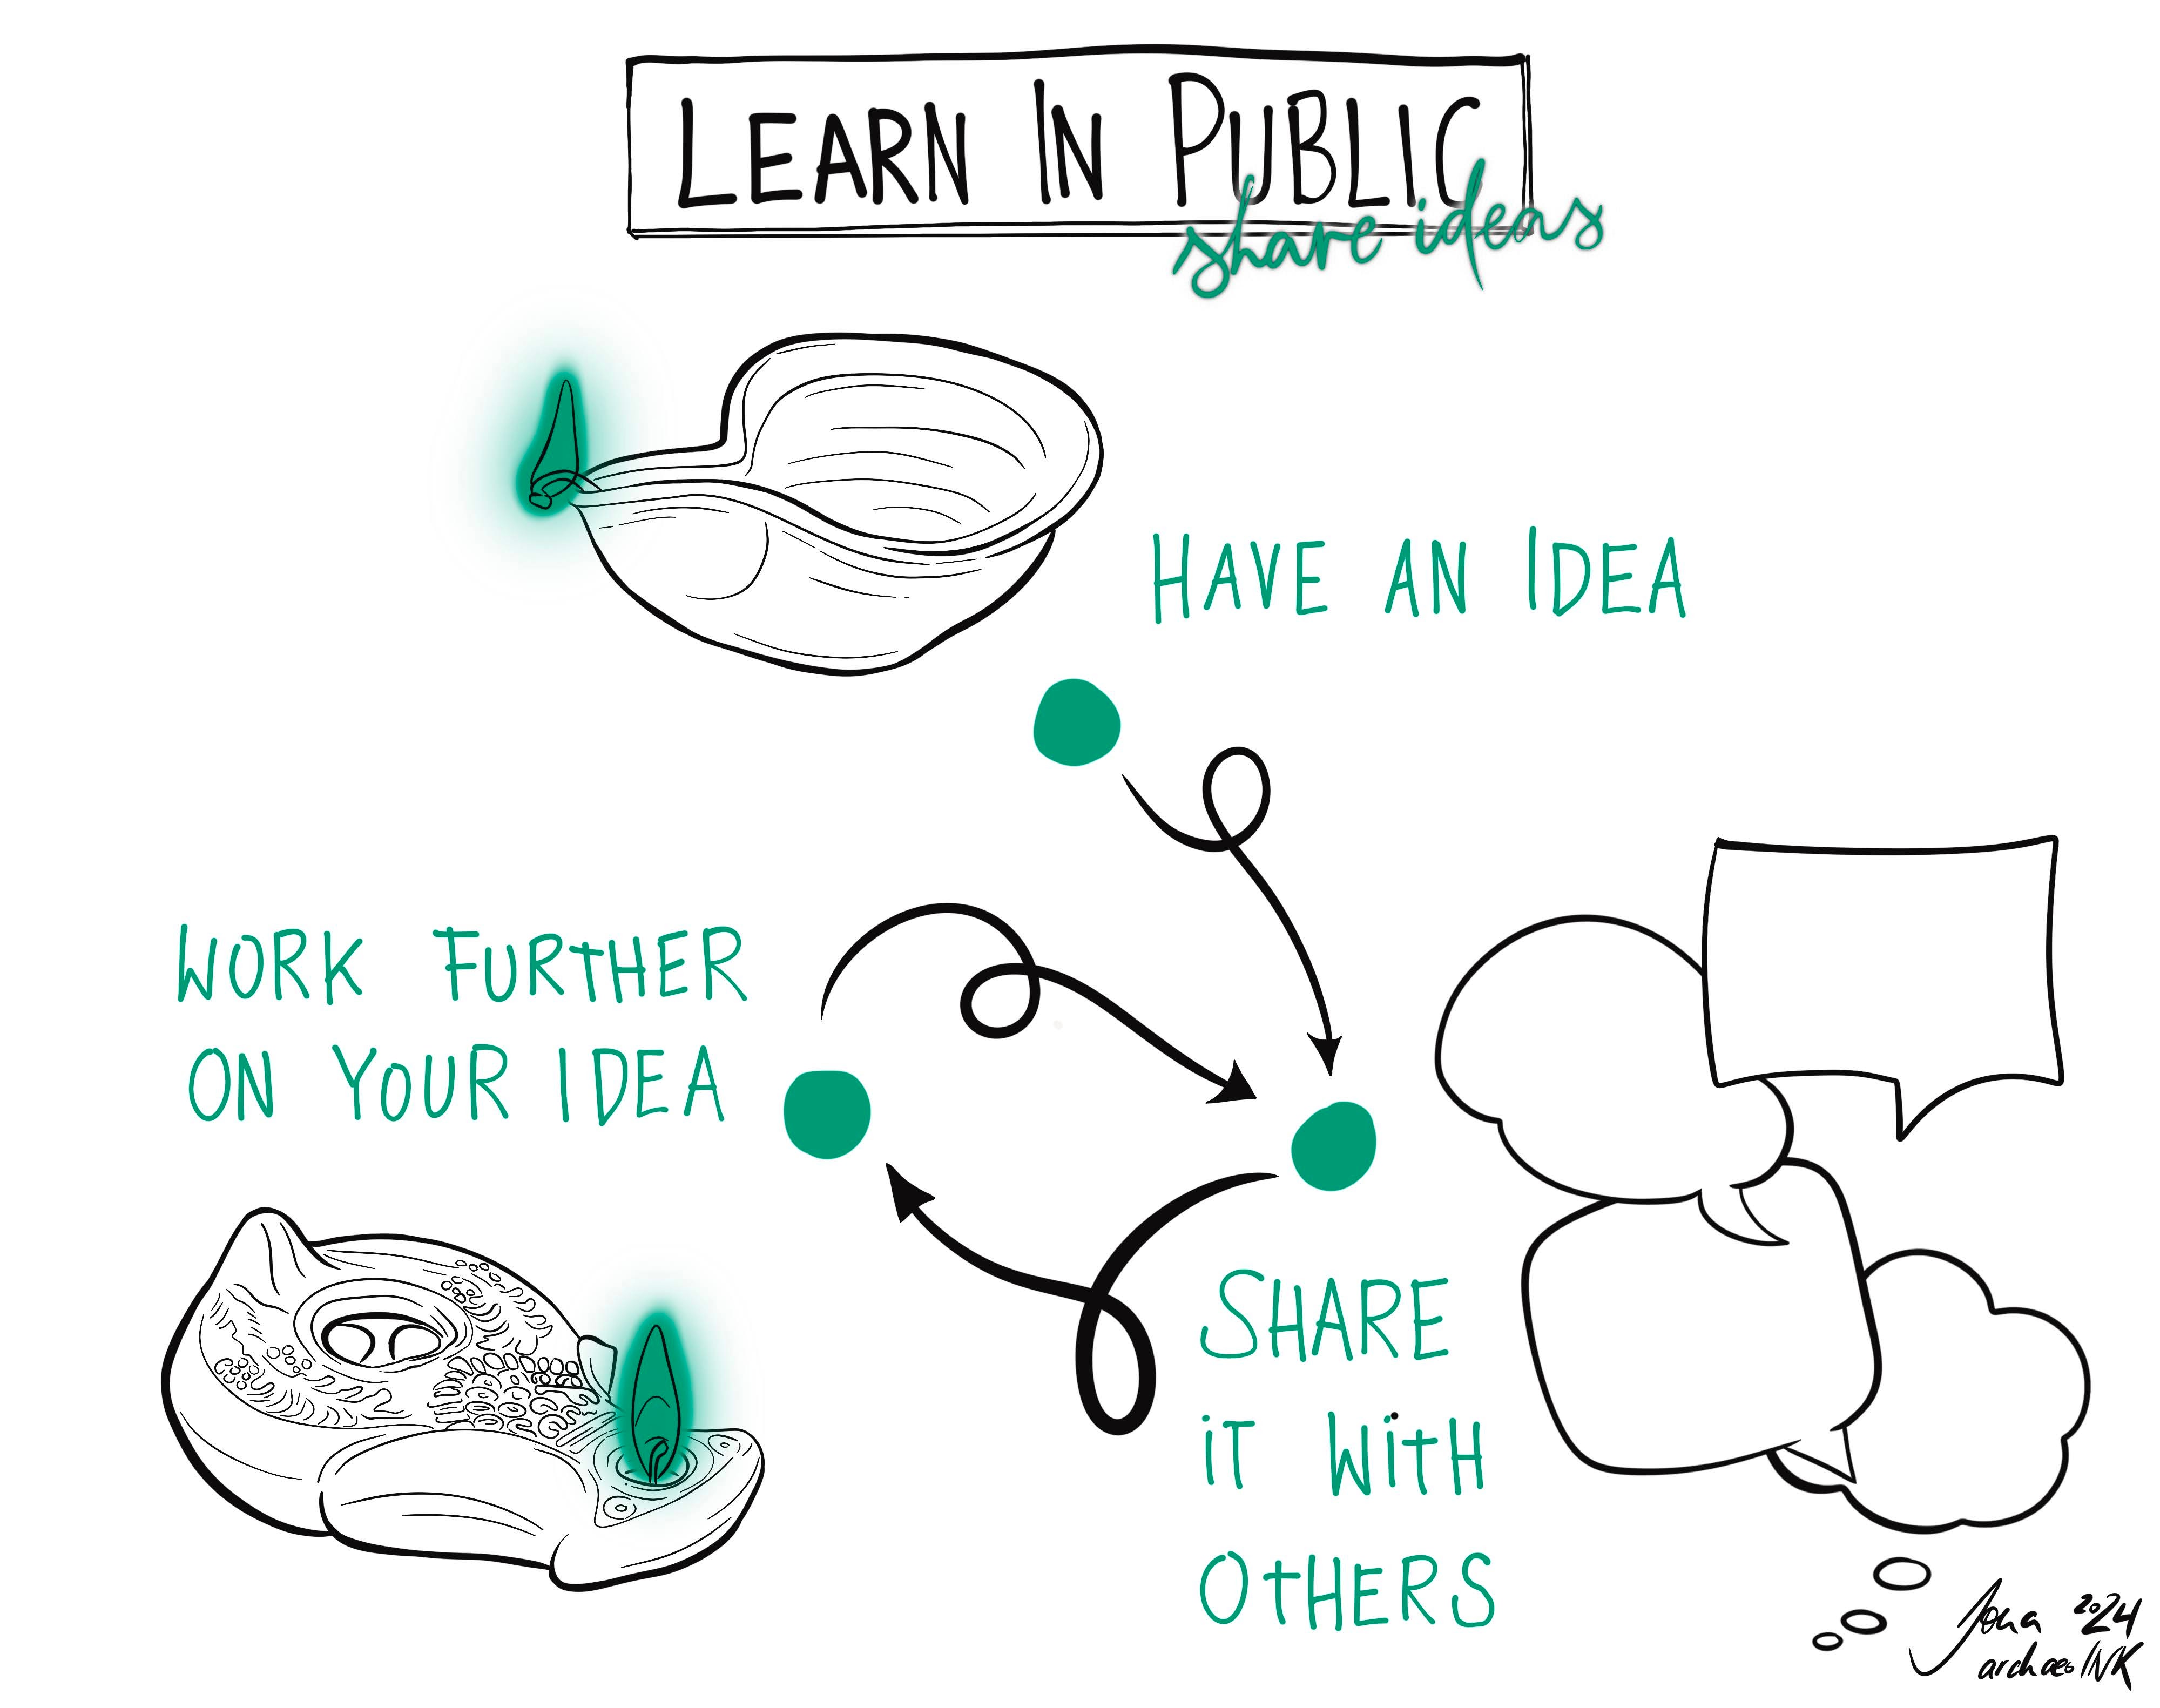 LEARN IN PUBLIC
share ideas
HAVE AN IDEA
WORK FURTHER
ON YOUR IDEA
SHARE
iT WitH
OtHERS
Jona 2024
archaeoINK